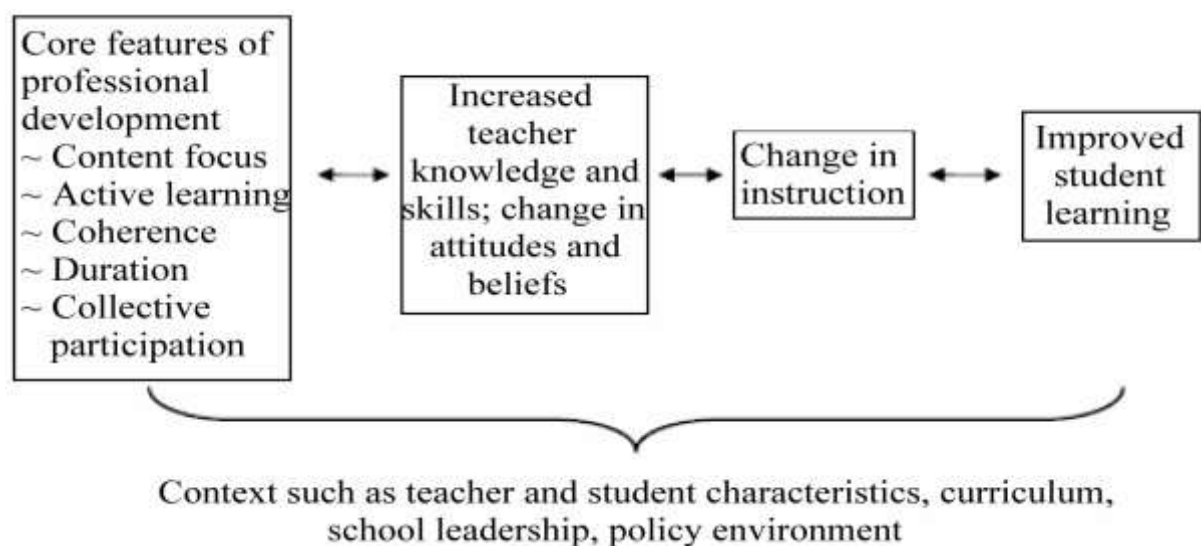 Core features of
professional
development
~ Content focus
~ Active learning
~ Coherence
~ Duration
~ Collective
participation
Increased
teacher
knowledge and
skills; change in
attitudes and
beliefs
Change in
instruction
Improved
student
learning
Context such as teacher and student characteristics, curriculum,
school leadership, policy environment